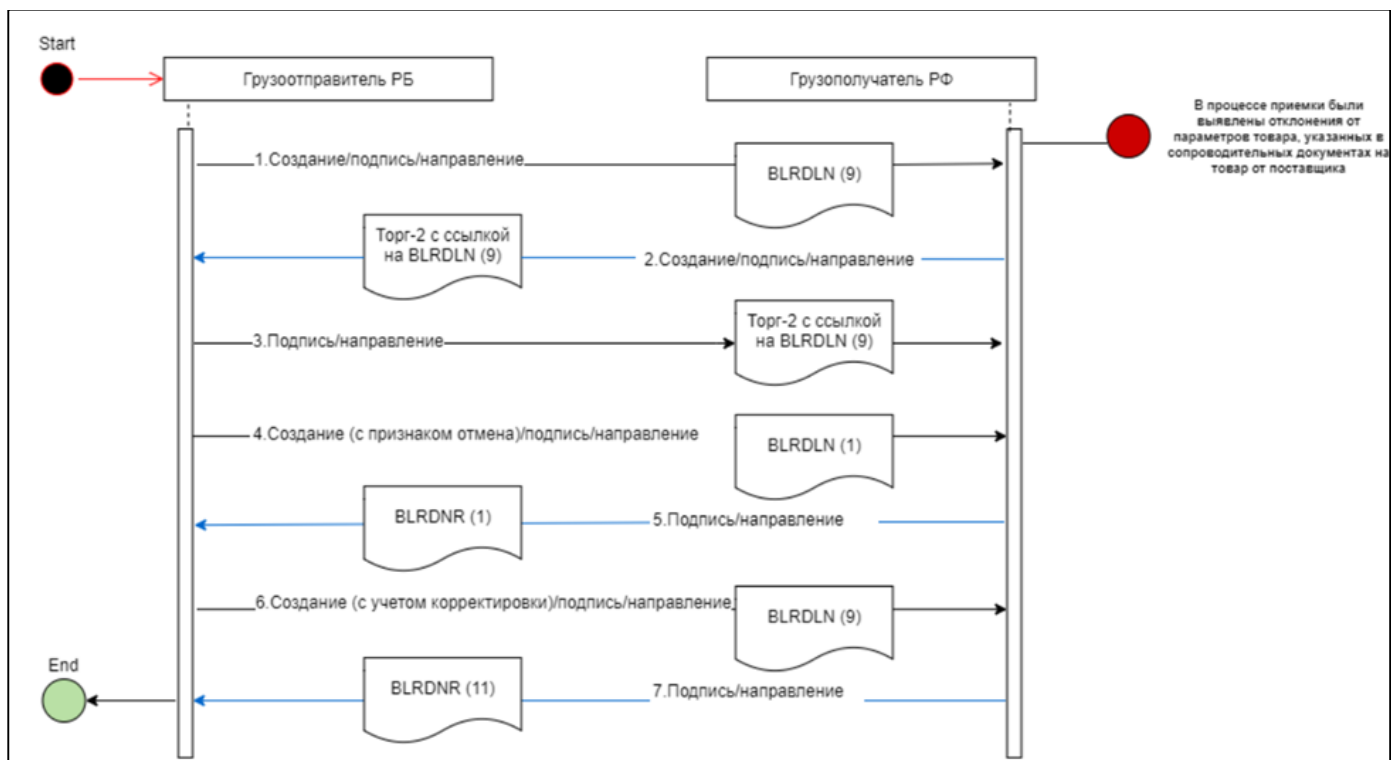 Start
Грузоотправитель РБ
Грузополучатель РФ
В процессе приемки были
выявлены отклонения от
параметров товара, указанных в
сопроводительных документах на
товар от поставщика
1.Создание/подпись/направление
BLRDLN (9)
Торг-2 с ссылкой
на BLRDLN (9)
2.Создание/подпись/направление
3.Подпись/направление
Торг-2 с ссылкой
на BLRDLN (9)
4.Создание (с признаком отмена)/подпись/направление
BLRDLN (1)
BLRDNR (1)
5.Подпись/направление
6.Создание (с учетом корректировки)/подпись/направление
BLRDLN (9)
End
BLRDNR (11)
7.Подпись/направление